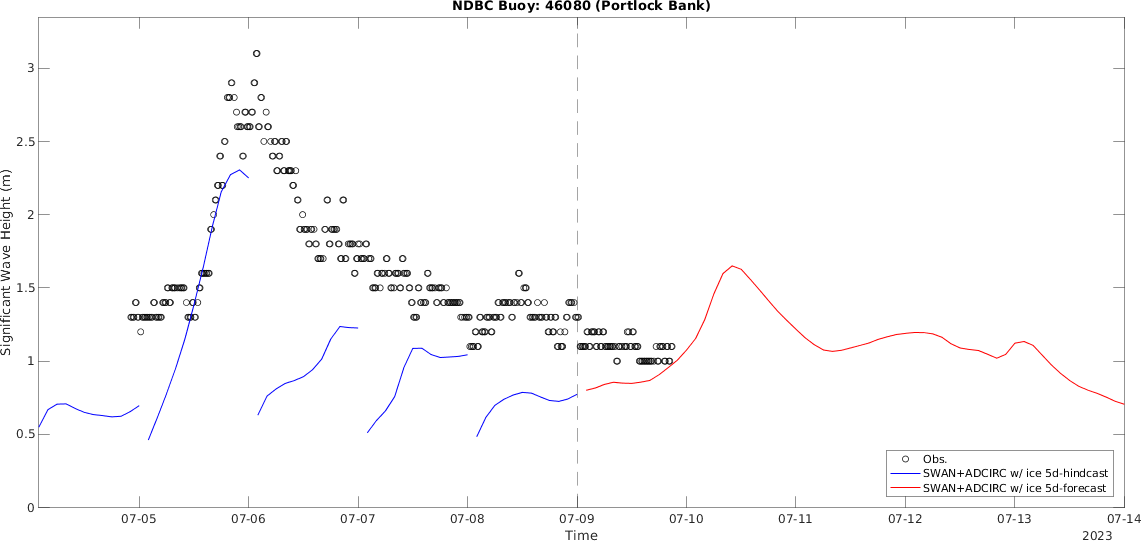 NDBC Buoy: 46080 (Portlock Bank)
Significant Wave Height (m)
3
2.5
2
1.5
1
0.5
0
Obs.
SWAN+ADCIRC w/ ice 5d-hindcast
SWAN+ADCIRC w/ ice 5d-forecast
07-05 07-06 07-07 07-08 07-09 07-10 07-11 07-12 07-13 07-14
Time
2023